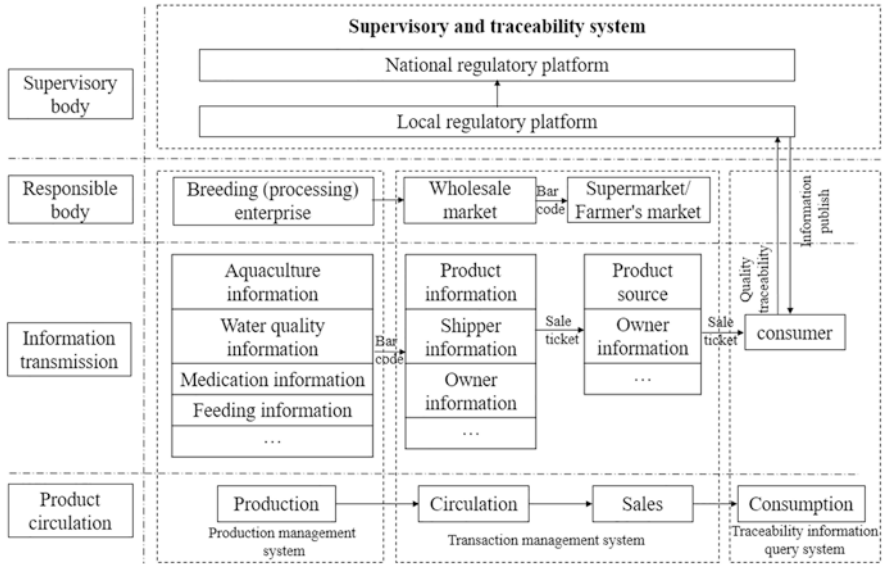 Supervisory and traceability system
National regulatory platform
Supervisory
body
Local regulatory platform
Responsible
body
Breeding (processing)
enterprise
Wholesale
market
Bar
code
Supermarket/
Farmer's market
Information
publish
Quality
traceability
Information
transmission
Aquaculture
information
Water quality
information
Medication information
Feeding information
...
Bar
code
Product
information
Shipper
information
Owner
information
...
Sale
ticket
Product
source
Owner
information
...
Sale
ticket
consumer
Product
circulation
Production
Circulation
Sales
Consumption
Production management
system
Transaction management system
Traceability information
query system